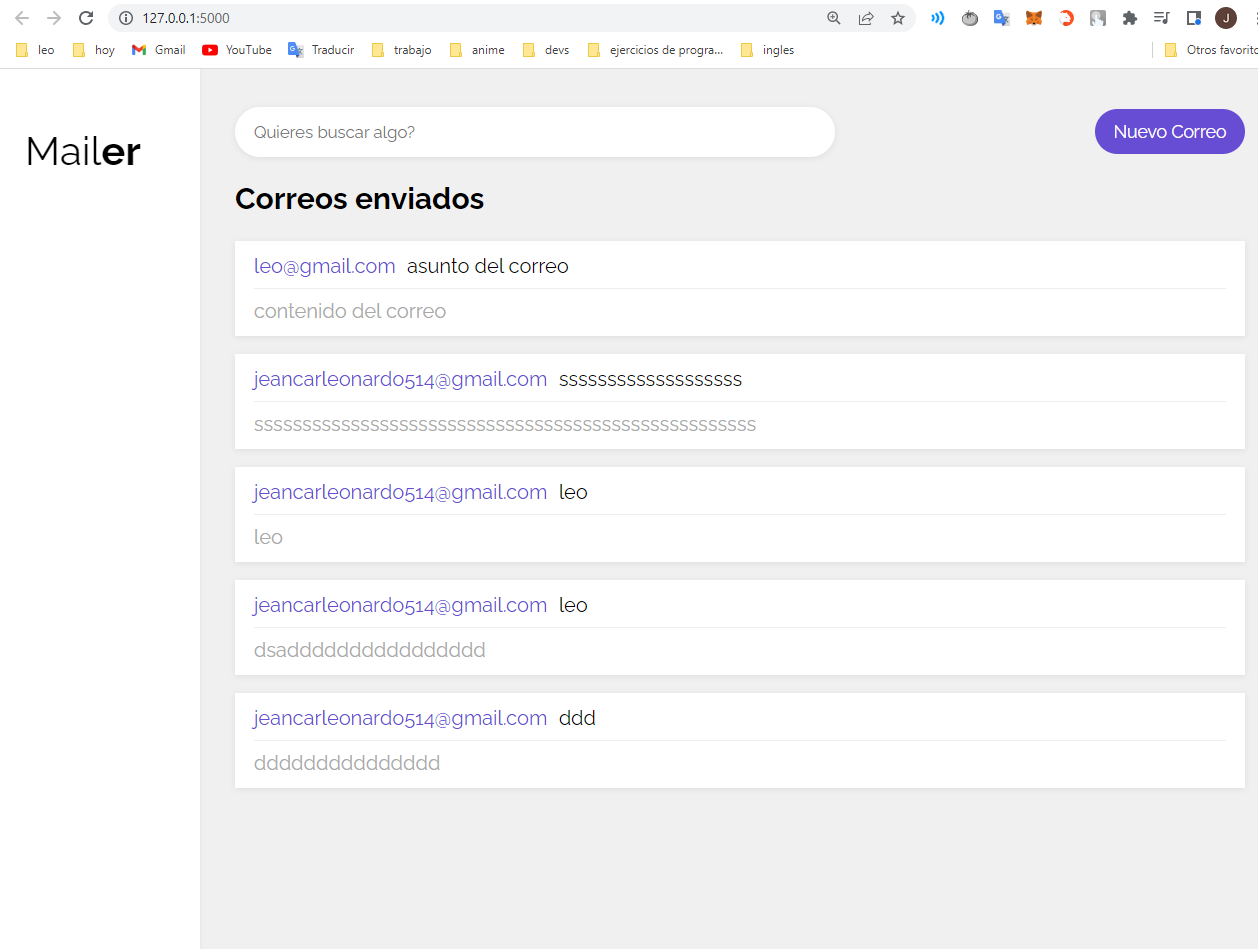 127.0.0.1:5000
J
leo hoy Gmail YouTube Traducir trabajo anime devs ejercicios de progra... ingles Otros favorito
Mailer
Quieres buscar algo?
Nuevo Correo
Correos enviados
leo@gmail.com asunto del correo
contenido del correo
jeancarleonardo514@gmail.com sssssssssssssssssss
ssssssssssssssssssssssssssssssssssssssssssssssssssss
jeancarleonardo514@gmail.com leo
leo
jeancarleonardo514@gmail.com leo
dsaddddddddddddddddd
jeancarleonardo514@gmail.com ddd
ddddddddddddddd